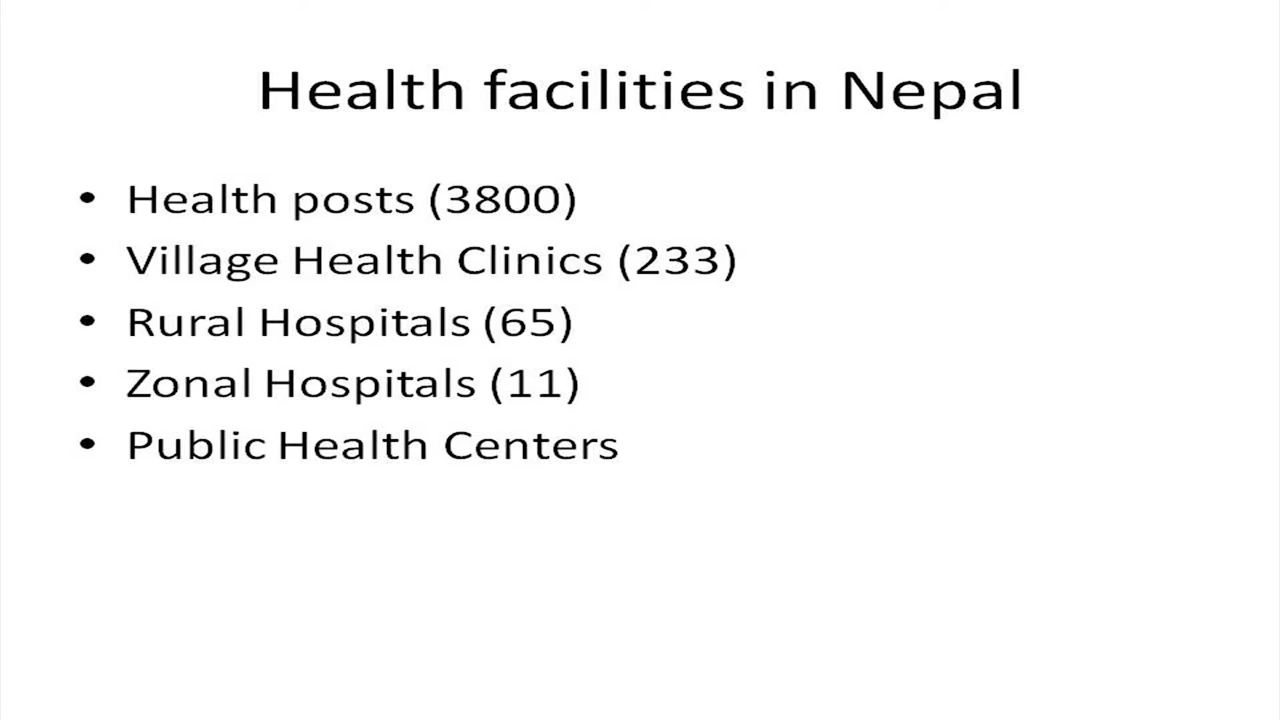 Health facilities in Nepal
• Health posts (3800)
• Village Health Clinics (233)
• Rural Hospitals (65)
• Zonal Hospitals (11)
• Public Health Centers